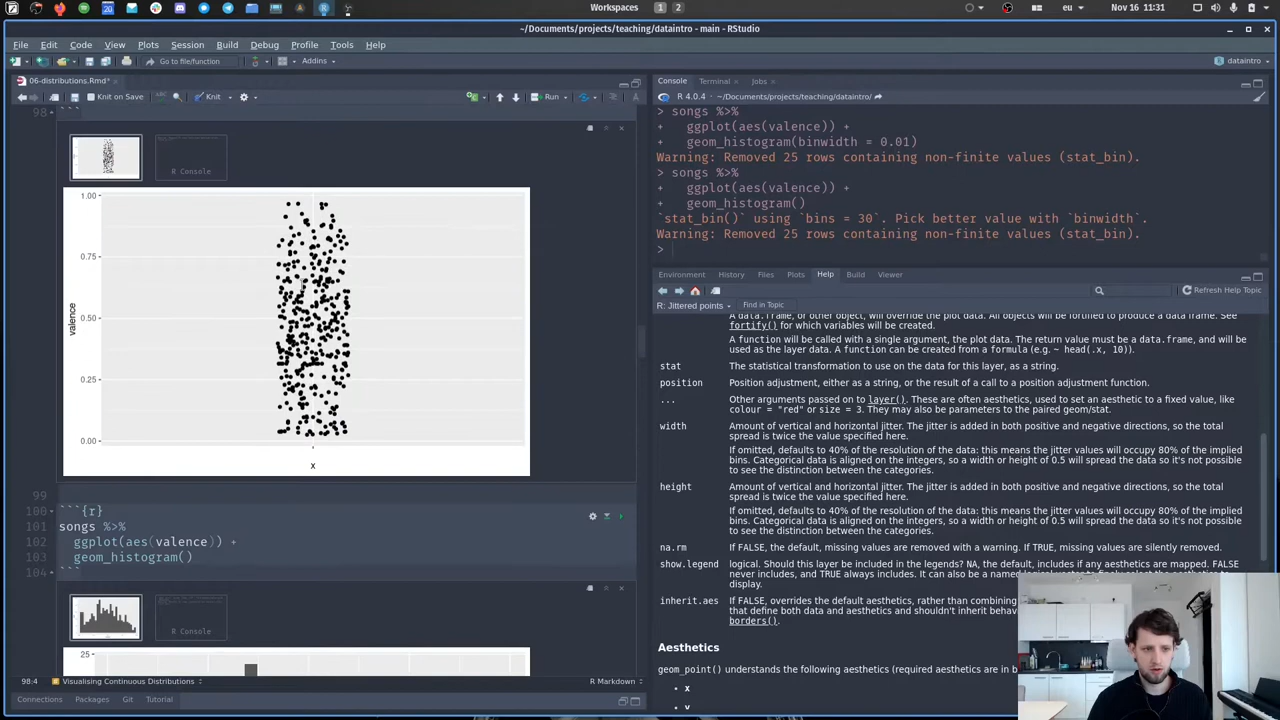 Workspaces 1 2
eu
Nov 16 11:31
~/Documents/projects/teaching/dataintro - main - RStudio
File Edit Code View Plots Session Build Debug Profile Tools Help
Go to file/function
Addins
dataintro
06-distributions.Rmd*
Knit on Save
Knit
Run
98
```
R Console
1.00
0.75
0.50
0.25
0.00
valence
x
99
100 ```{r}
101 songs %>%
102 ggplot(aes(valence)) +
103 geom_histogram()
104 ```
R Console
25
98:4 Visualising Continuous Distributions
R Markdown
Connections Packages Git Tutorial
Console Terminal Jobs
R 4.0.4 · ~/Documents/projects/teaching/dataintro/
> songs %>%
+ ggplot(aes(valence)) +
+ geom_histogram(binwidth = 0.01)
Warning: Removed 25 rows containing non-finite values (stat_bin).
> songs %>%
+ ggplot(aes(valence)) +
+ geom_histogram()
`stat_bin()` using `bins = 30`. Pick better value with `binwidth`.
Warning: Removed 25 rows containing non-finite values (stat_bin).
>
Environment History Files Plots Help Build Viewer
Refresh Help Topic
R: Jittered points
Find in Topic
A data.frame, or other object, will override the plot data. All objects will be fortified to produce a data frame. See
fortify() for which variables will be created.
A function will be called with a single argument, the plot data. The return value must be a data.frame, and will be
used as the layer data. A function can be created from a formula (e.g. ~ head(.x, 10)).
stat The statistical transformation to use on the data for this layer, as a string.
position Position adjustment, either as a string, or the result of a call to a position adjustment function.
... Other arguments passed on to layer(). These are often aesthetics, used to set an aesthetic to a fixed value, like
colour = "red" or size = 3. They may also be parameters to the paired geom/stat.
width Amount of vertical and horizontal jitter. The jitter is added in both positive and negative directions, so the total
spread is twice the value specified here.
If omitted, defaults to 40% of the resolution of the data: this means the jitter values will occupy 80% of the implied
bins. Categorical data is aligned on the integers, so a width or height of 0.5 will spread the data so it's not possible
to see the distinction between the categories.
height Amount of vertical and horizontal jitter. The jitter is added in both positive and negative directions, so the total
spread is twice the value specified here.
If omitted, defaults to 40% of the resolution of the data: this means the jitter values will occupy 80% of the implied
bins. Categorical data is aligned on the integers, so a width or height of 0.5 will spread the data so it's not possible
to see the distinction between the categories.
na.rm If FALSE, the default, missing values are removed with a warning. If TRUE, missing values are silently removed.
show.legend logical. Should this layer be included in the legends? NA, the default, includes if any aesthetics are mapped. FALSE
never includes, and TRUE always includes. It can also be a named
display.
inherit.aes If FALSE, overrides the default aesthetics, rather than combining
that define both data and aesthetics and shouldn't inherit
borders().
Aesthetics
geom_point() understands the following aesthetics (required aesthetics are in
• x